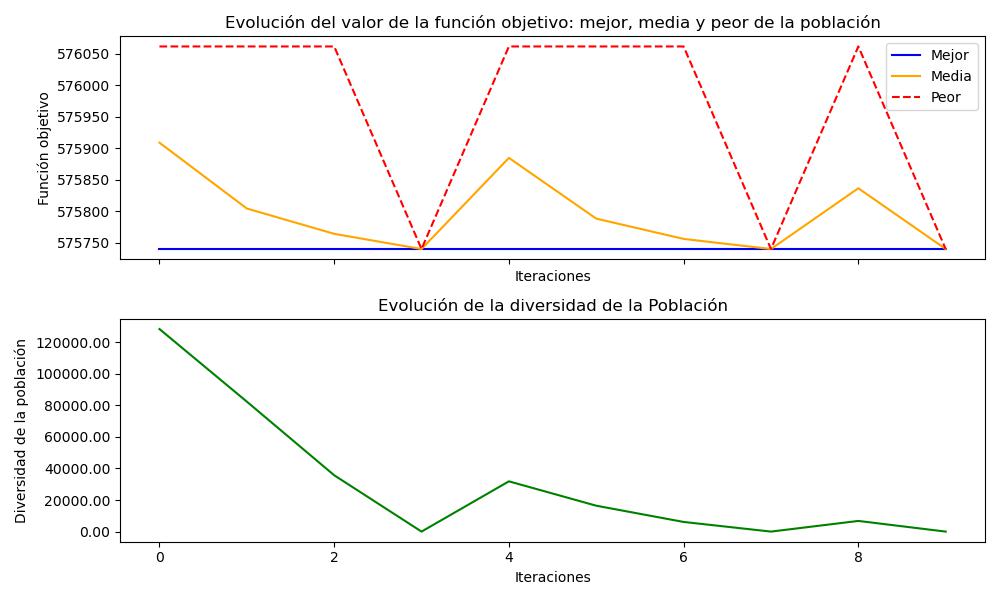 Evolución del valor de la función objetivo: mejor, media y peor de la población
576050
576000
575950
575900
575850
575800
575750
Función objetivo
Mejor
Media
Peor
Iteraciones
Evolución de la diversidad de la Población
120000.00
100000.00
80000.00
60000.00
40000.00
20000.00
0.00
Diversidad de la población
0 2 4 6 8
Iteraciones